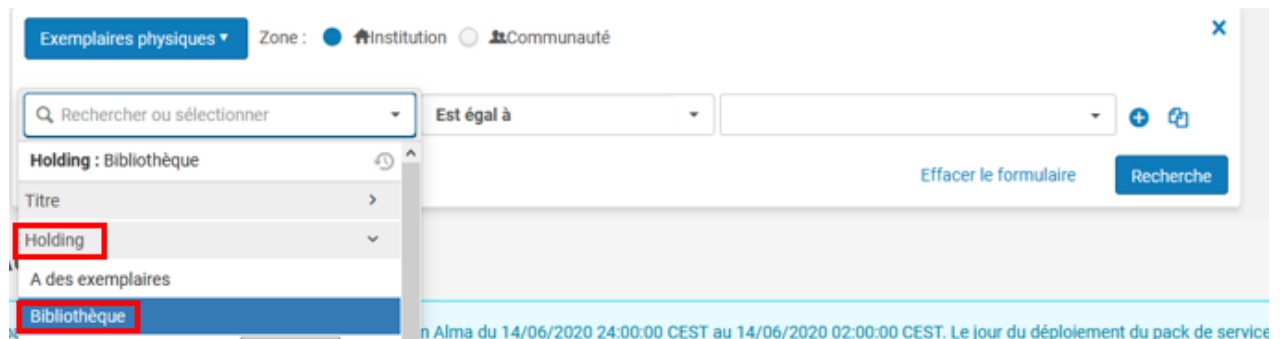 Exemplaires physiques Zone : Institution Communauté
Rechercher ou sélectionner Est égal à
Holding : Bibliothèque
Effacer le formulaire Recherche
Titre
Holding
A des exemplaires
Bibliothèque
n Alma du 14/06/2020 24:00:00 CEST au 14/06/2020 02:00:00 CEST. Le jour du déploiement du pack de service